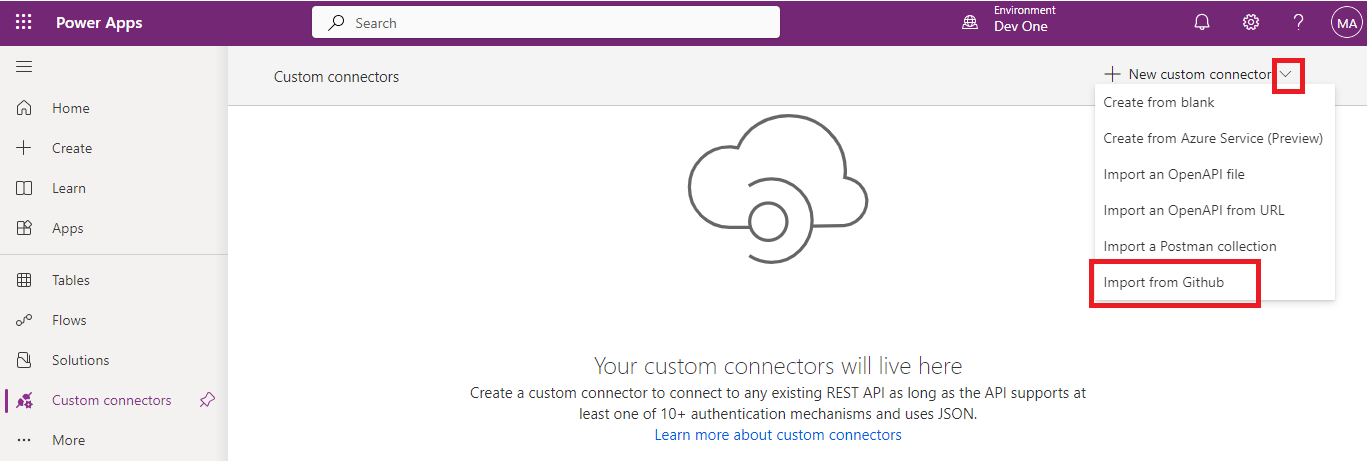 Power Apps
Search
Environment
Dev One
?
MA
Custom connectors
New custom connector
Home
Create
Learn
Apps
Tables
Flows
Solutions
Custom connectors
More
Create from blank
Create from Azure Service (Preview)
Import an OpenAPI file
Import an OpenAPI from URL
Import a Postman collection
Import from Github
Your custom connectors will live here
Create a custom connector to connect to any existing REST API as long as the API supports at
least one of 10+ authentication mechanisms and uses JSON.
Learn more about custom connectors